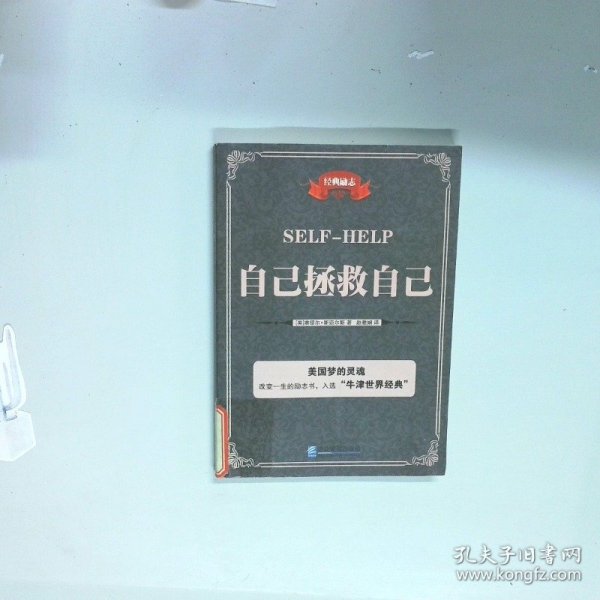 经典励志
SELF-HELP
自己拯救自己
美国梦的灵魂
改变一生的励志书，入选“牛津世界经典”
孔夫子旧书网
www.kongfz.com